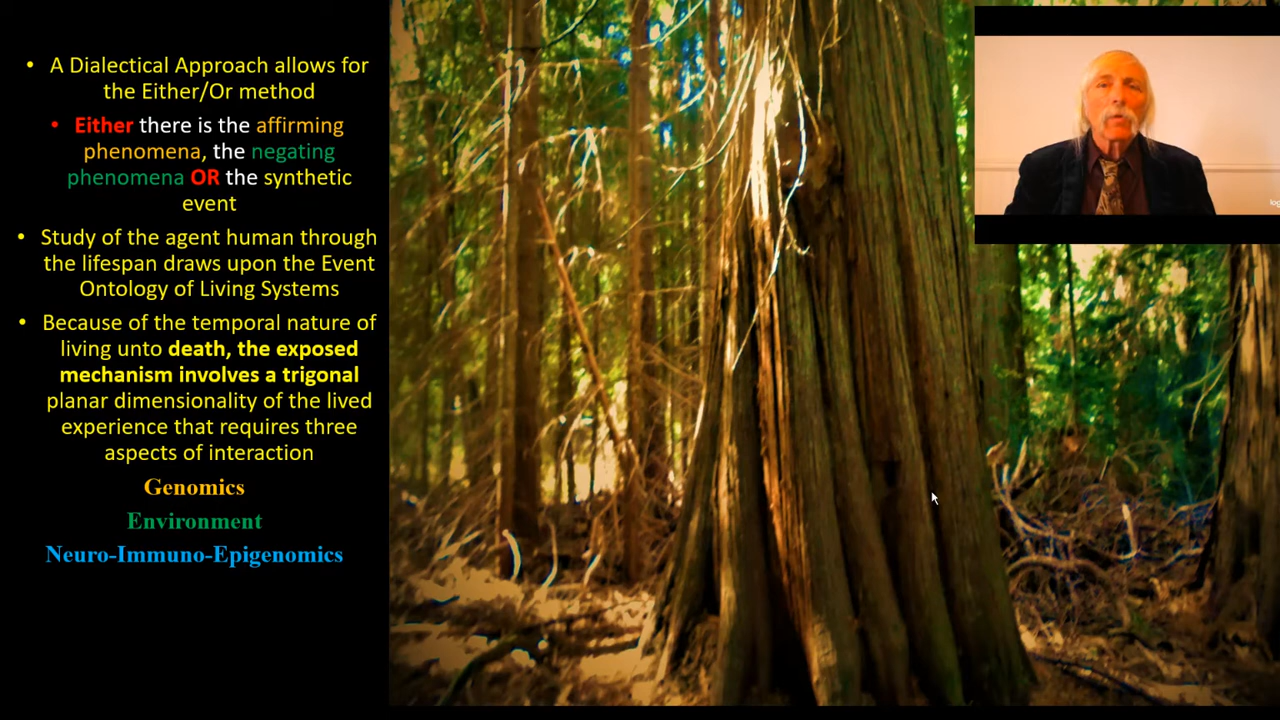 • A Dialectical Approach allows for
the Either/Or method
• Either there is the affirming
phenomena, the negating
phenomena OR the synthetic
event
• Study of the agent human through
the lifespan draws upon the Event
Ontology of Living Systems
• Because of the temporal nature of
living unto death, the exposed
mechanism involves a trigonal
planar dimensionality of the lived
experience that requires three
aspects of interaction
Genomics
Environment
Neuro-Immuno-Epigenomics